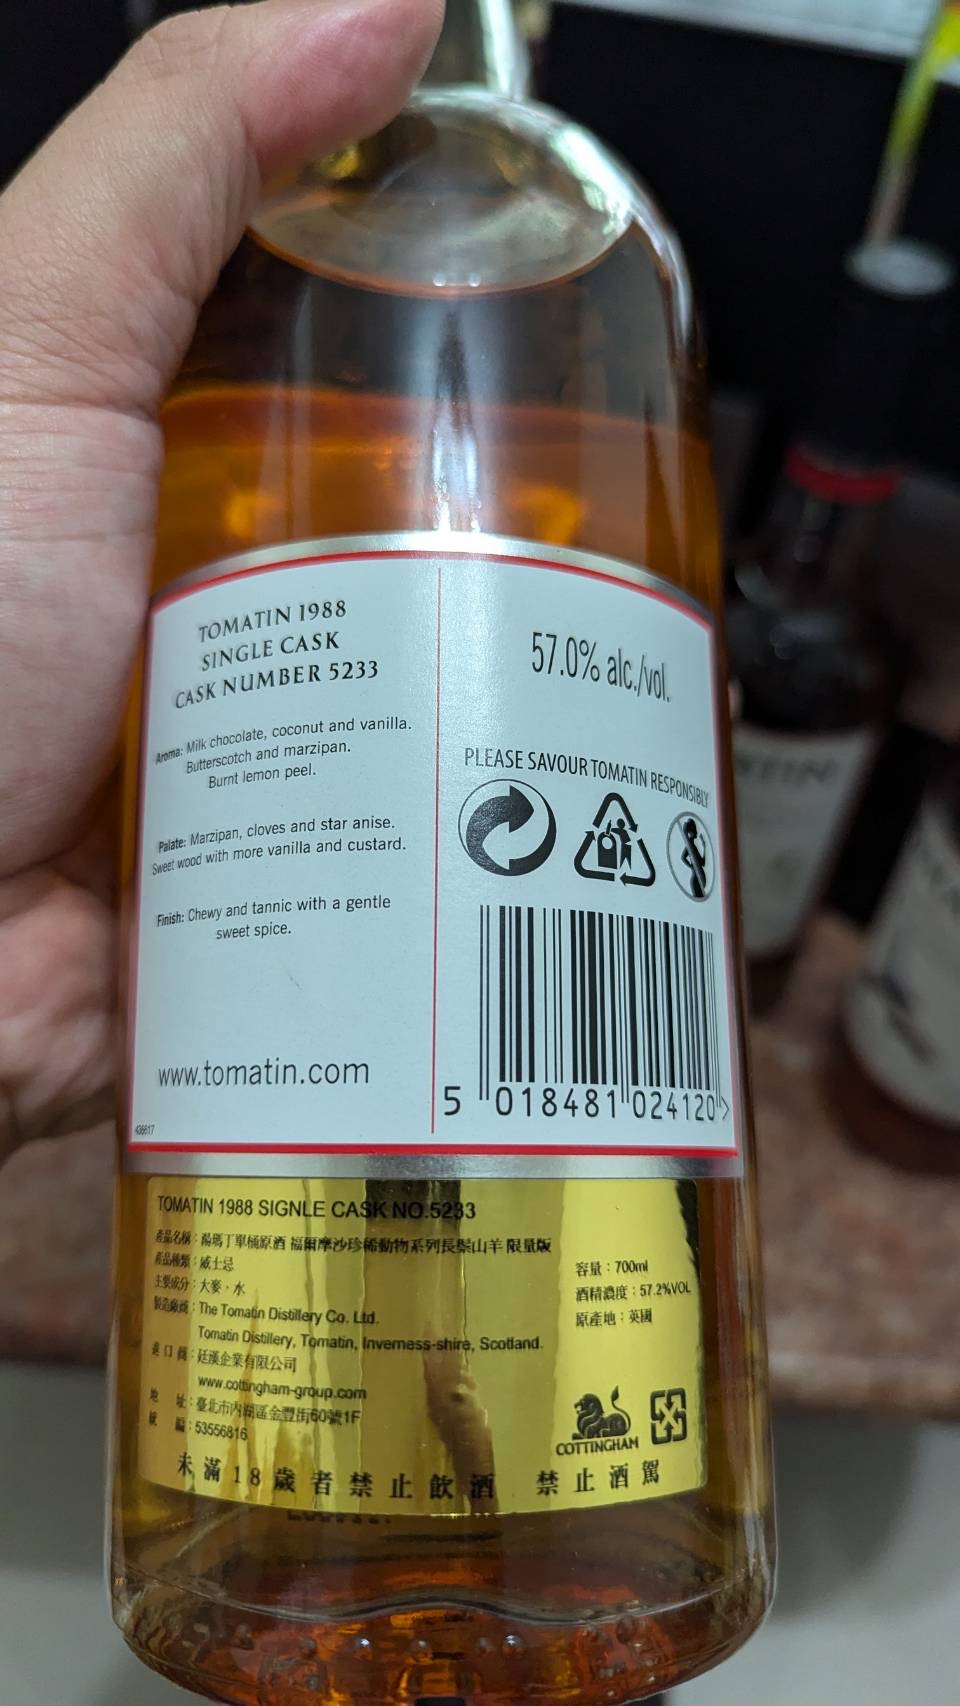 TOMATIN 1988
SINGLE CASK
CASK NUMBER 5233
Aroma: Milk chocolate, coconut and vanilla.
Butterscotch and marzipan.
Burnt lemon peel.
Palate: Marzipan, cloves and star anise.
Sweet wood with more vanilla and custard.
Finish: Chewy and tannic with a gentle
sweet spice.
www.tomatin.com
57.0% alc./vol.
PLEASE SAVOUR TOMATIN RESPONSIBLY
5 018481 024120 >
TOMATIN 1988 SIGNLE CASK NO.5233
產品名稱：湯瑪丁單桶原酒 福爾摩沙珍稀動物系列長鬃山羊 限量版
產品種類：威士忌
主要成分：大麥、水
製造廠商：The Tomatin Distillery Co. Ltd.
Tomatin Distillery, Tomatin, Inverness-shire, Scotland.
進口商：廷漢企業有限公司
www.cottingham-group.com
地 址：臺北市內湖區金豐街60號1F
統 編：53556816
容量：700ml
酒精濃度：57.2%VOL
原產地：英國
COTTINGHAM
未滿18歲者禁止飲酒 禁止酒駕